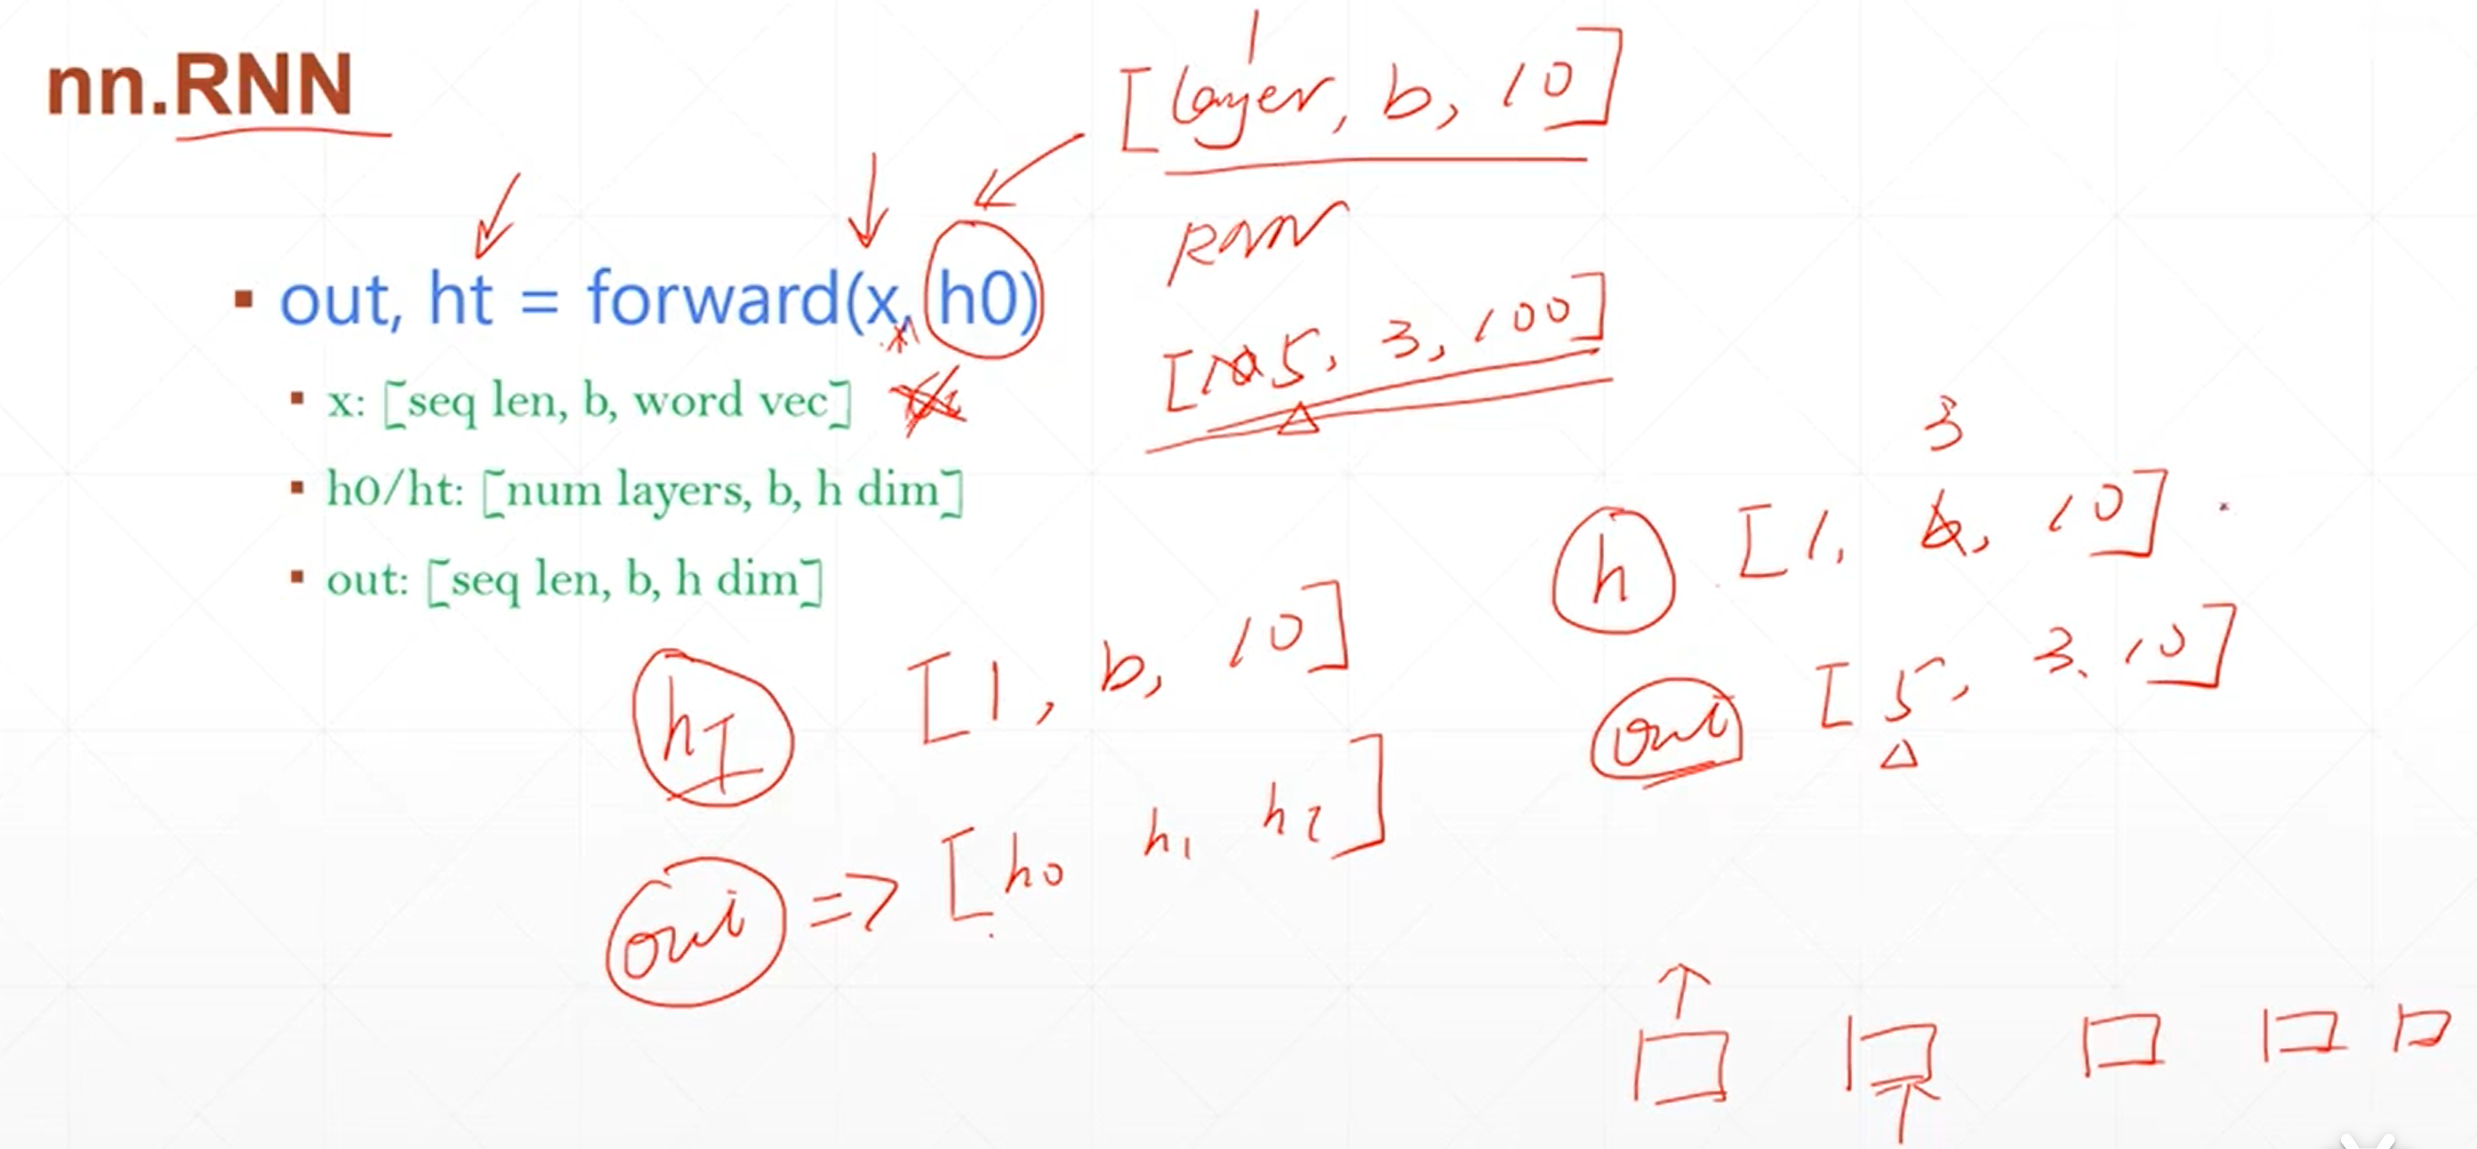 nn.RNN
1
[layer, b, 10]
RNN
out, ht = forward(x, h0)
[5, 3, 100]
x: [seq len, b, word vec]
h0/ht: [num layers, b, h dim]
out: [seq len, b, h dim]
3
h [1, b, 10]
out [5, 3, 10]
hT [1, b, 10]
out => [h0 h1 h2]